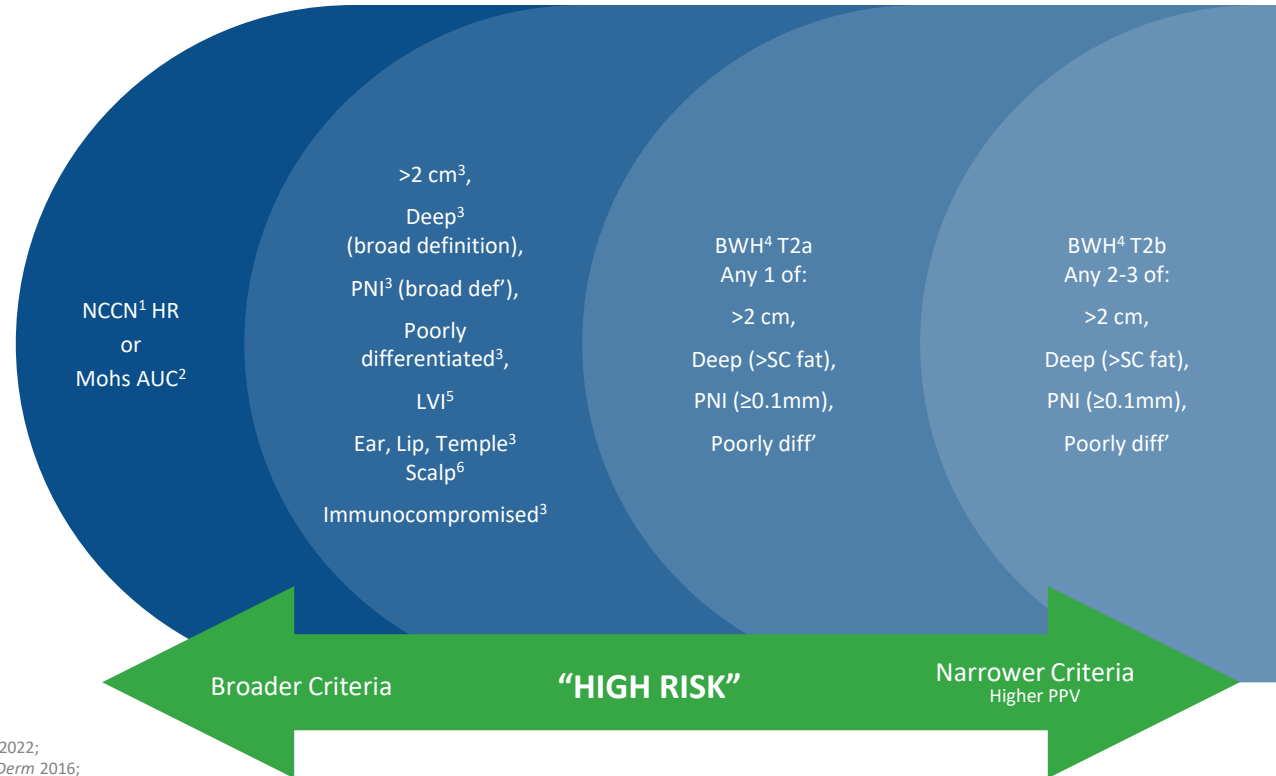 NCCN¹ HR
or
Mohs AUC²
>2 cm³,
Deep³
(broad definition),
PNI³ (broad def’),
Poorly
differentiated³,
LVI⁵
Ear, Lip, Temple³
Scalp⁶
Immunocompromised³
BWH⁴ T2a
Any 1 of:
>2 cm,
Deep (>SC fat),
PNI (≥0.1mm),
Poorly diff’
BWH⁴ T2b
Any 2-3 of:
>2 cm,
Deep (>SC fat),
PNI (≥0.1mm),
Poorly diff’
Broader Criteria
“HIGH RISK”
Narrower Criteria
Higher PPV
2022;
Derm 2016;